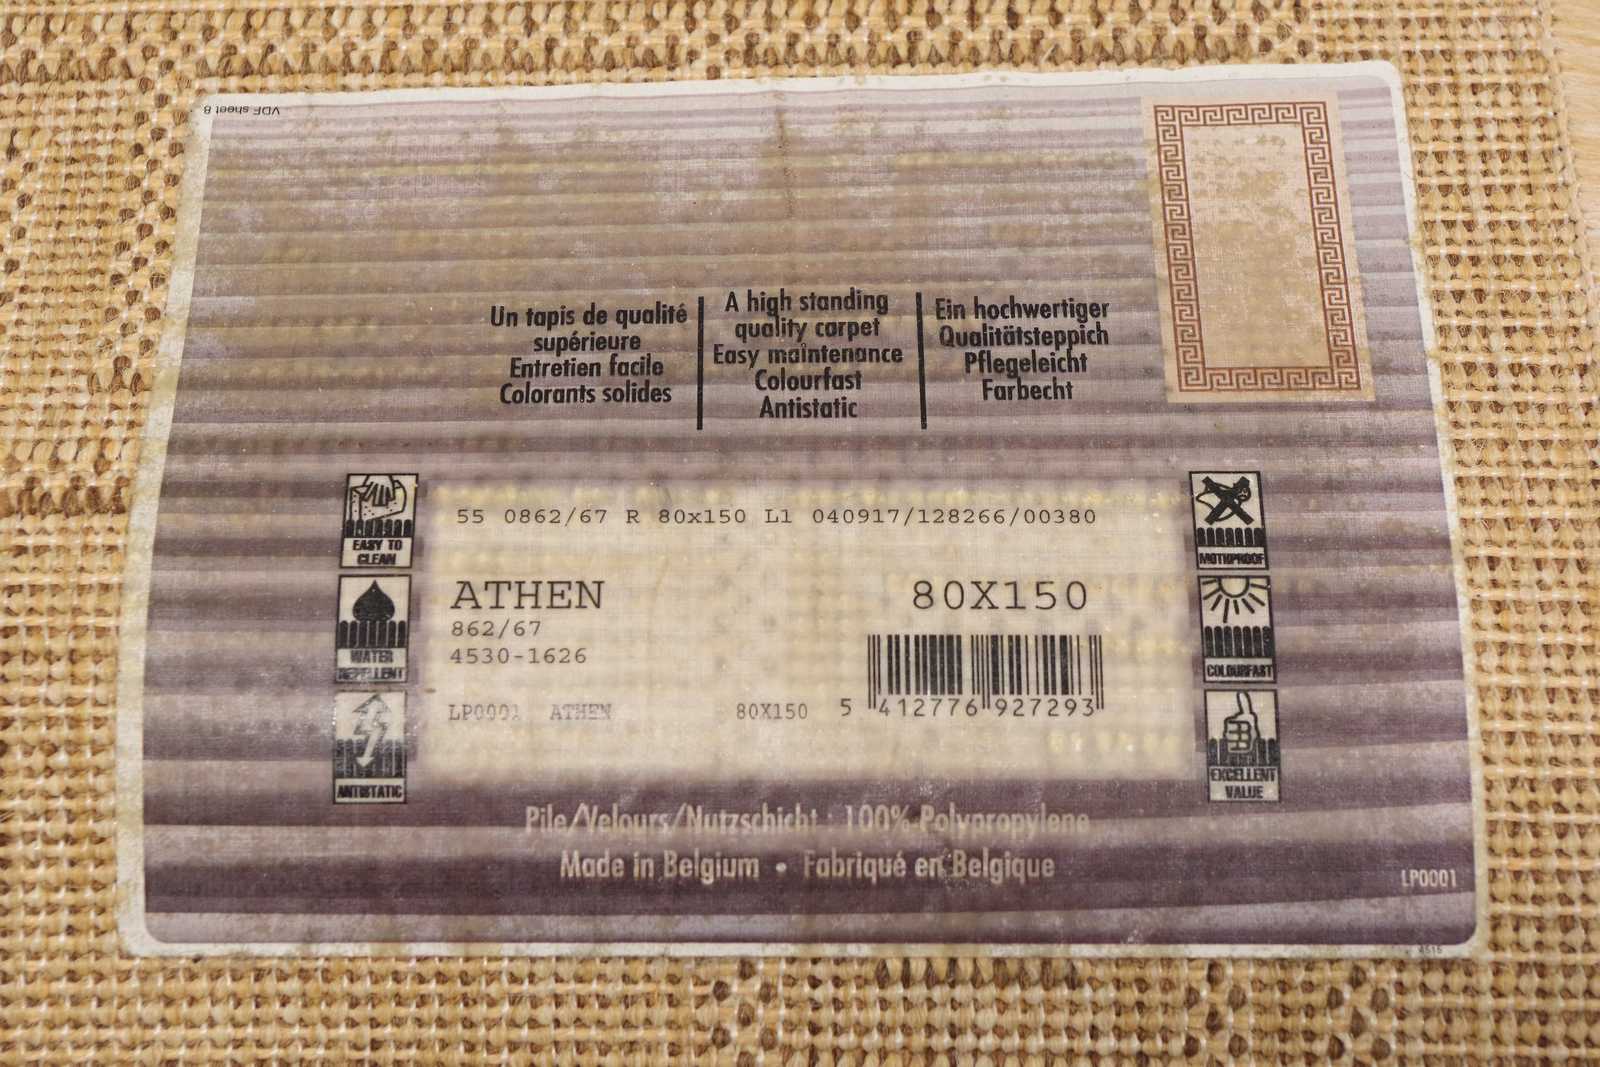 VDF sheet 8
Un tapis de qualité
supérieure
Entretien facile
Colorants solides
A high standing
quality carpet
Easy maintenance
Colourfast
Antistatic
Ein hochwertiger
Qualitätsteppich
Pflegeleicht
Farbecht
EASY TO
CLEAN
WATER
REPELLENT
ANTISTATIC
55 0862/67 R 80x150 L1 040917/128266/00380
ATHEN
80X150
862/67
4530-1626
LP0001 ATHEN 80X150
5 412776 927293
MOTHPROOF
COLOURFAST
EXCELLENT
VALUE
Pile/Velours/Nutzschicht : 100% Polypropylene
Made in Belgium • Fabriqué en Belgique
LP0001
4515